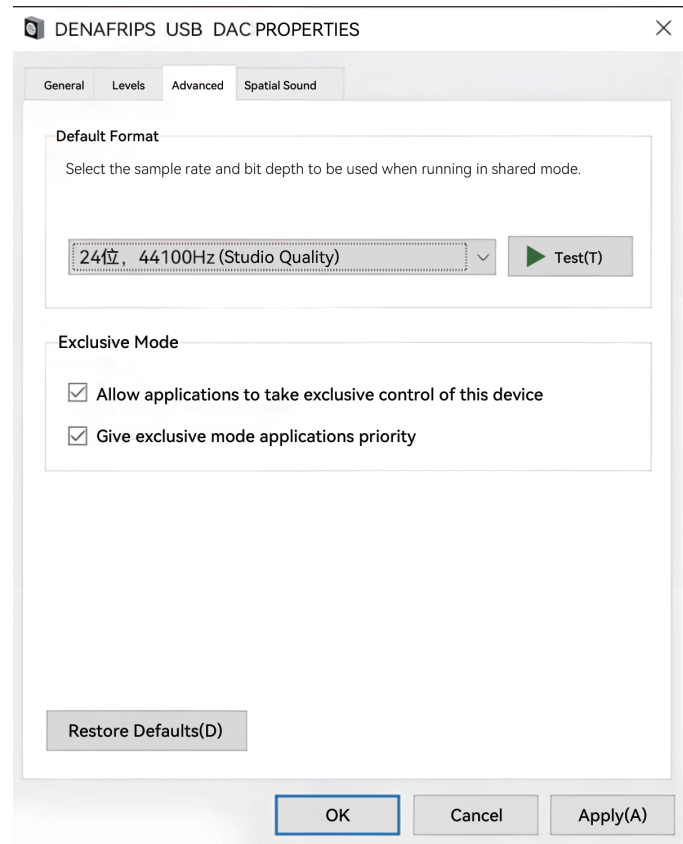 DENAFRIPS USB DAC PROPERTIES
General Levels Advanced Spatial Sound
Default Format
Select the sample rate and bit depth to be used when running in shared mode.
24位，44100Hz (Studio Quality) Test(T)
Exclusive Mode
Allow applications to take exclusive control of this device
Give exclusive mode applications priority
Restore Defaults(D)
OK Cancel Apply(A)